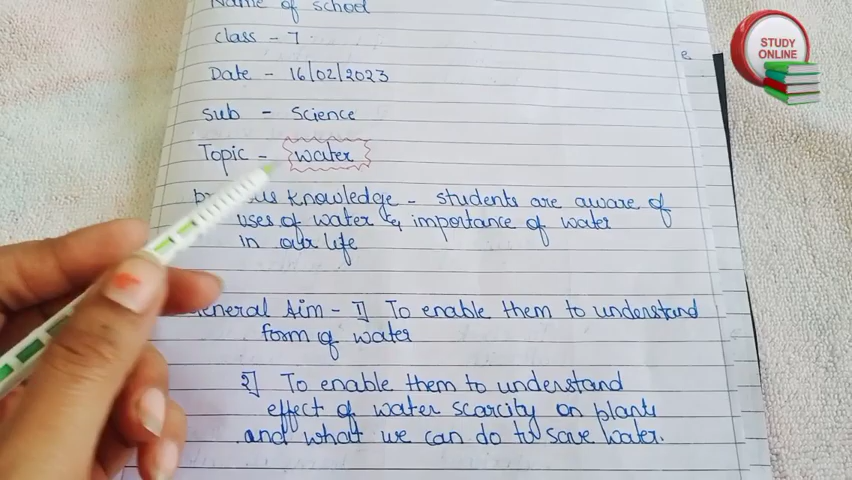 Name of school
class - 7
Date - 16/02/2023
Sub - Science
Topic - water
knowledge - students are aware of
uses of water & importance of water
in our life
General Aim - 1] To enable them to understand
form of water
2] To enable them to understand
effect of water scarcity on plants
and what we can do to save water.
STUDY
ONLINE
e